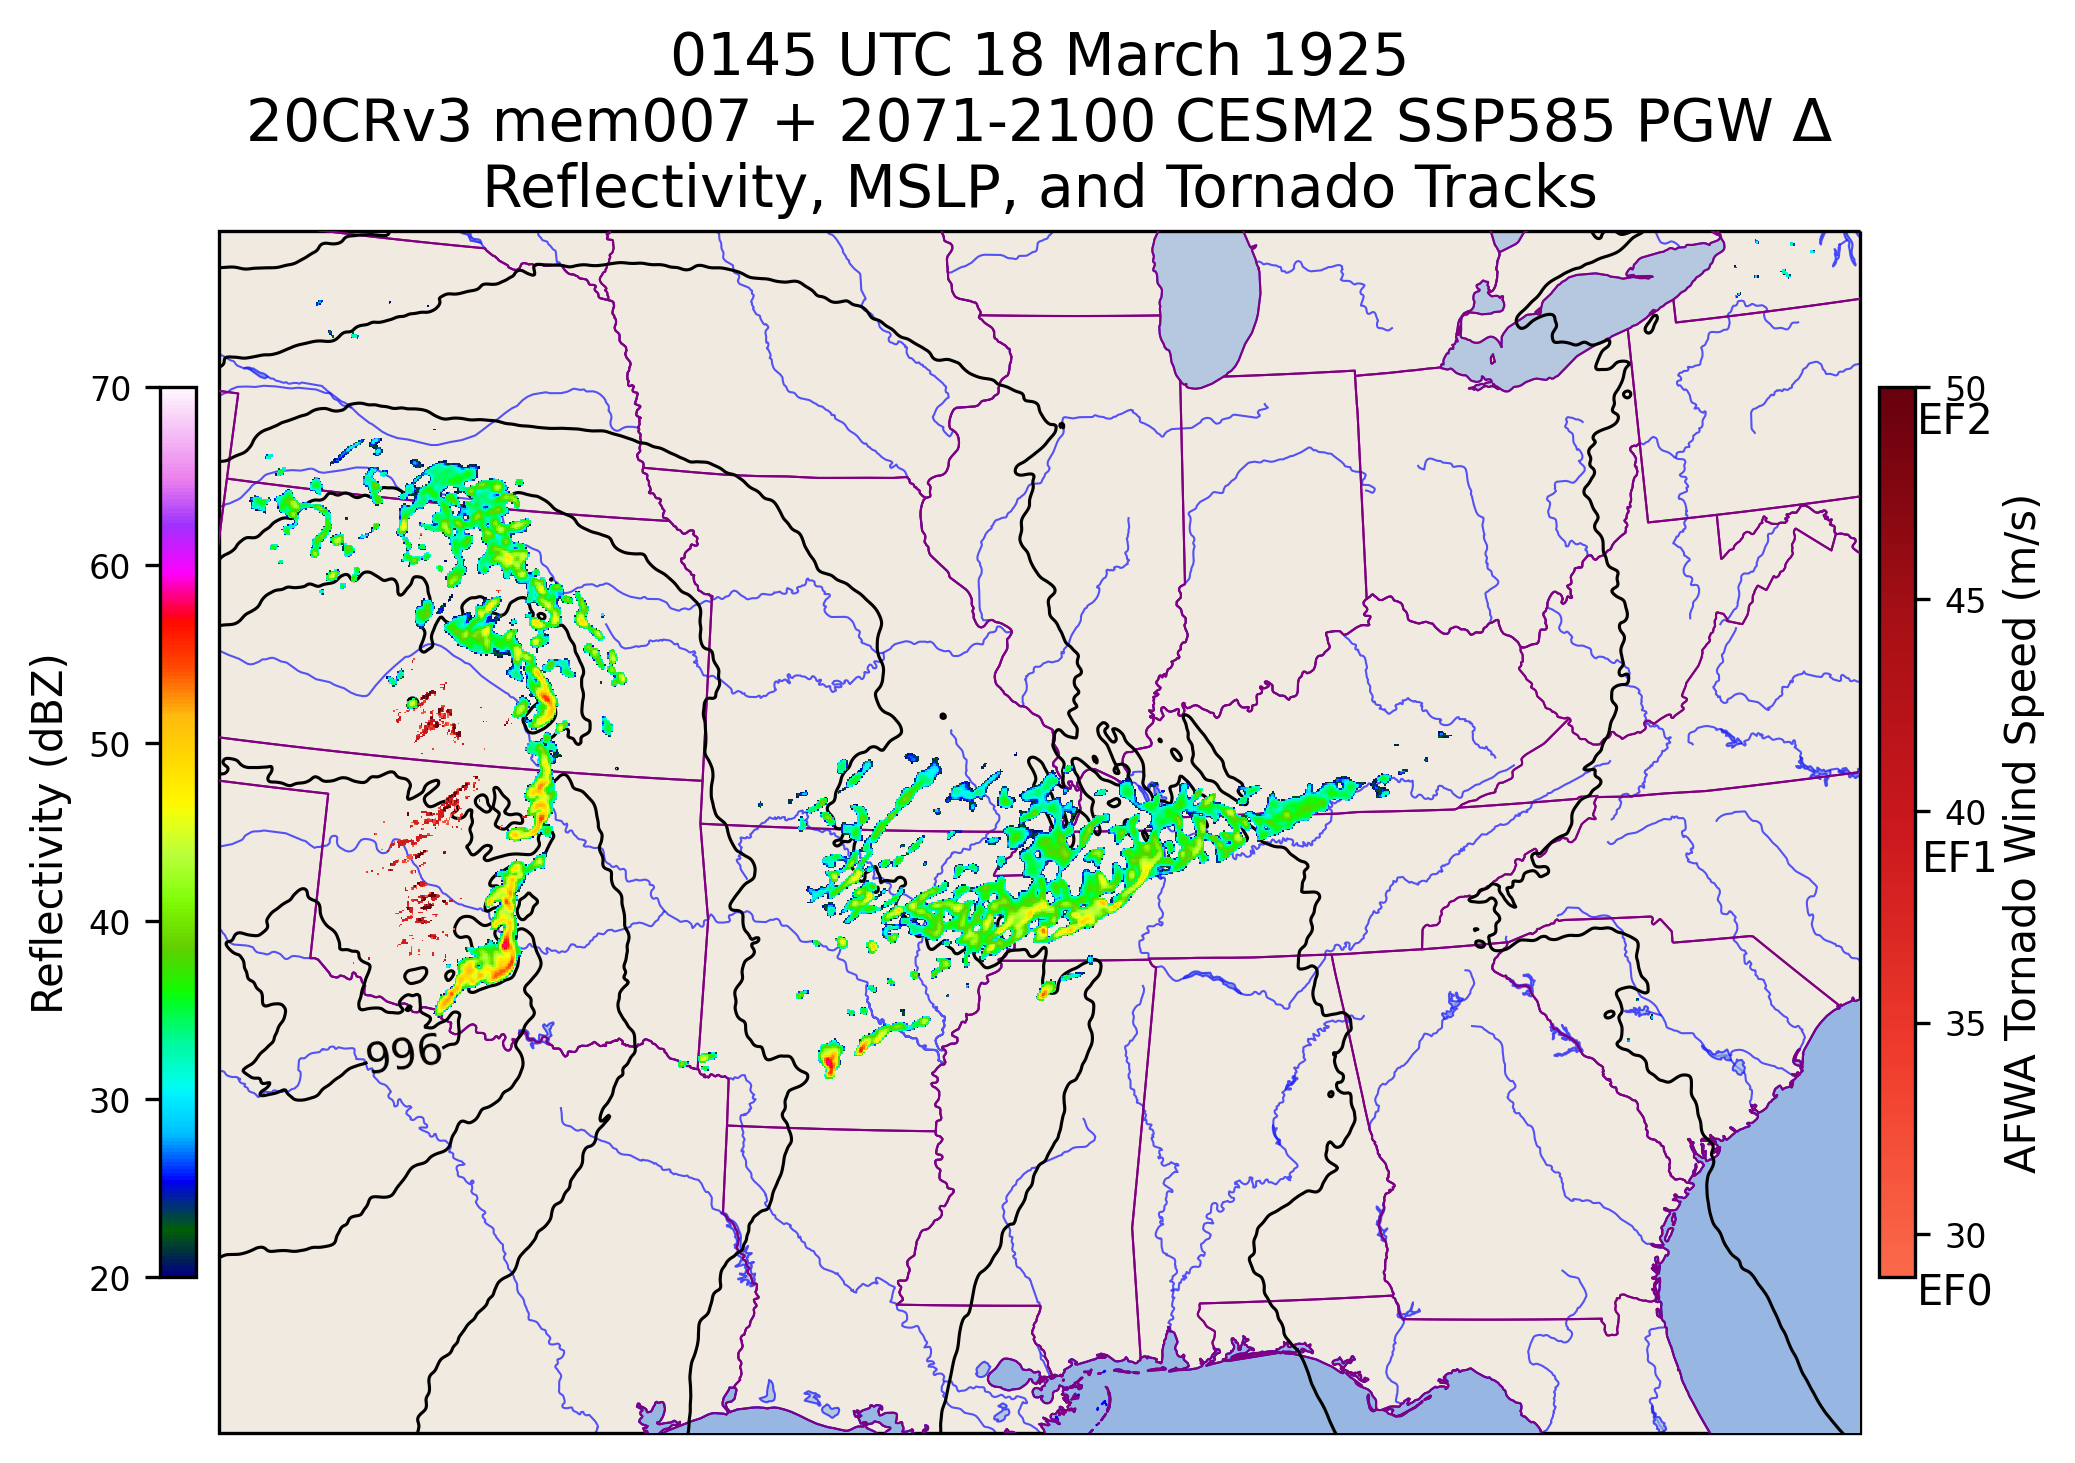 0145 UTC 18 March 1925
20CRv3 mem007 + 2071-2100 CESM2 SSP585 PGW Δ
Reflectivity, MSLP, and Tornado Tracks
Reflectivity (dBZ)
70
60
50
40
30
20
996
50
EF2
45
40
EF1
35
30
EF0
AFWA Tornado Wind Speed (m/s)